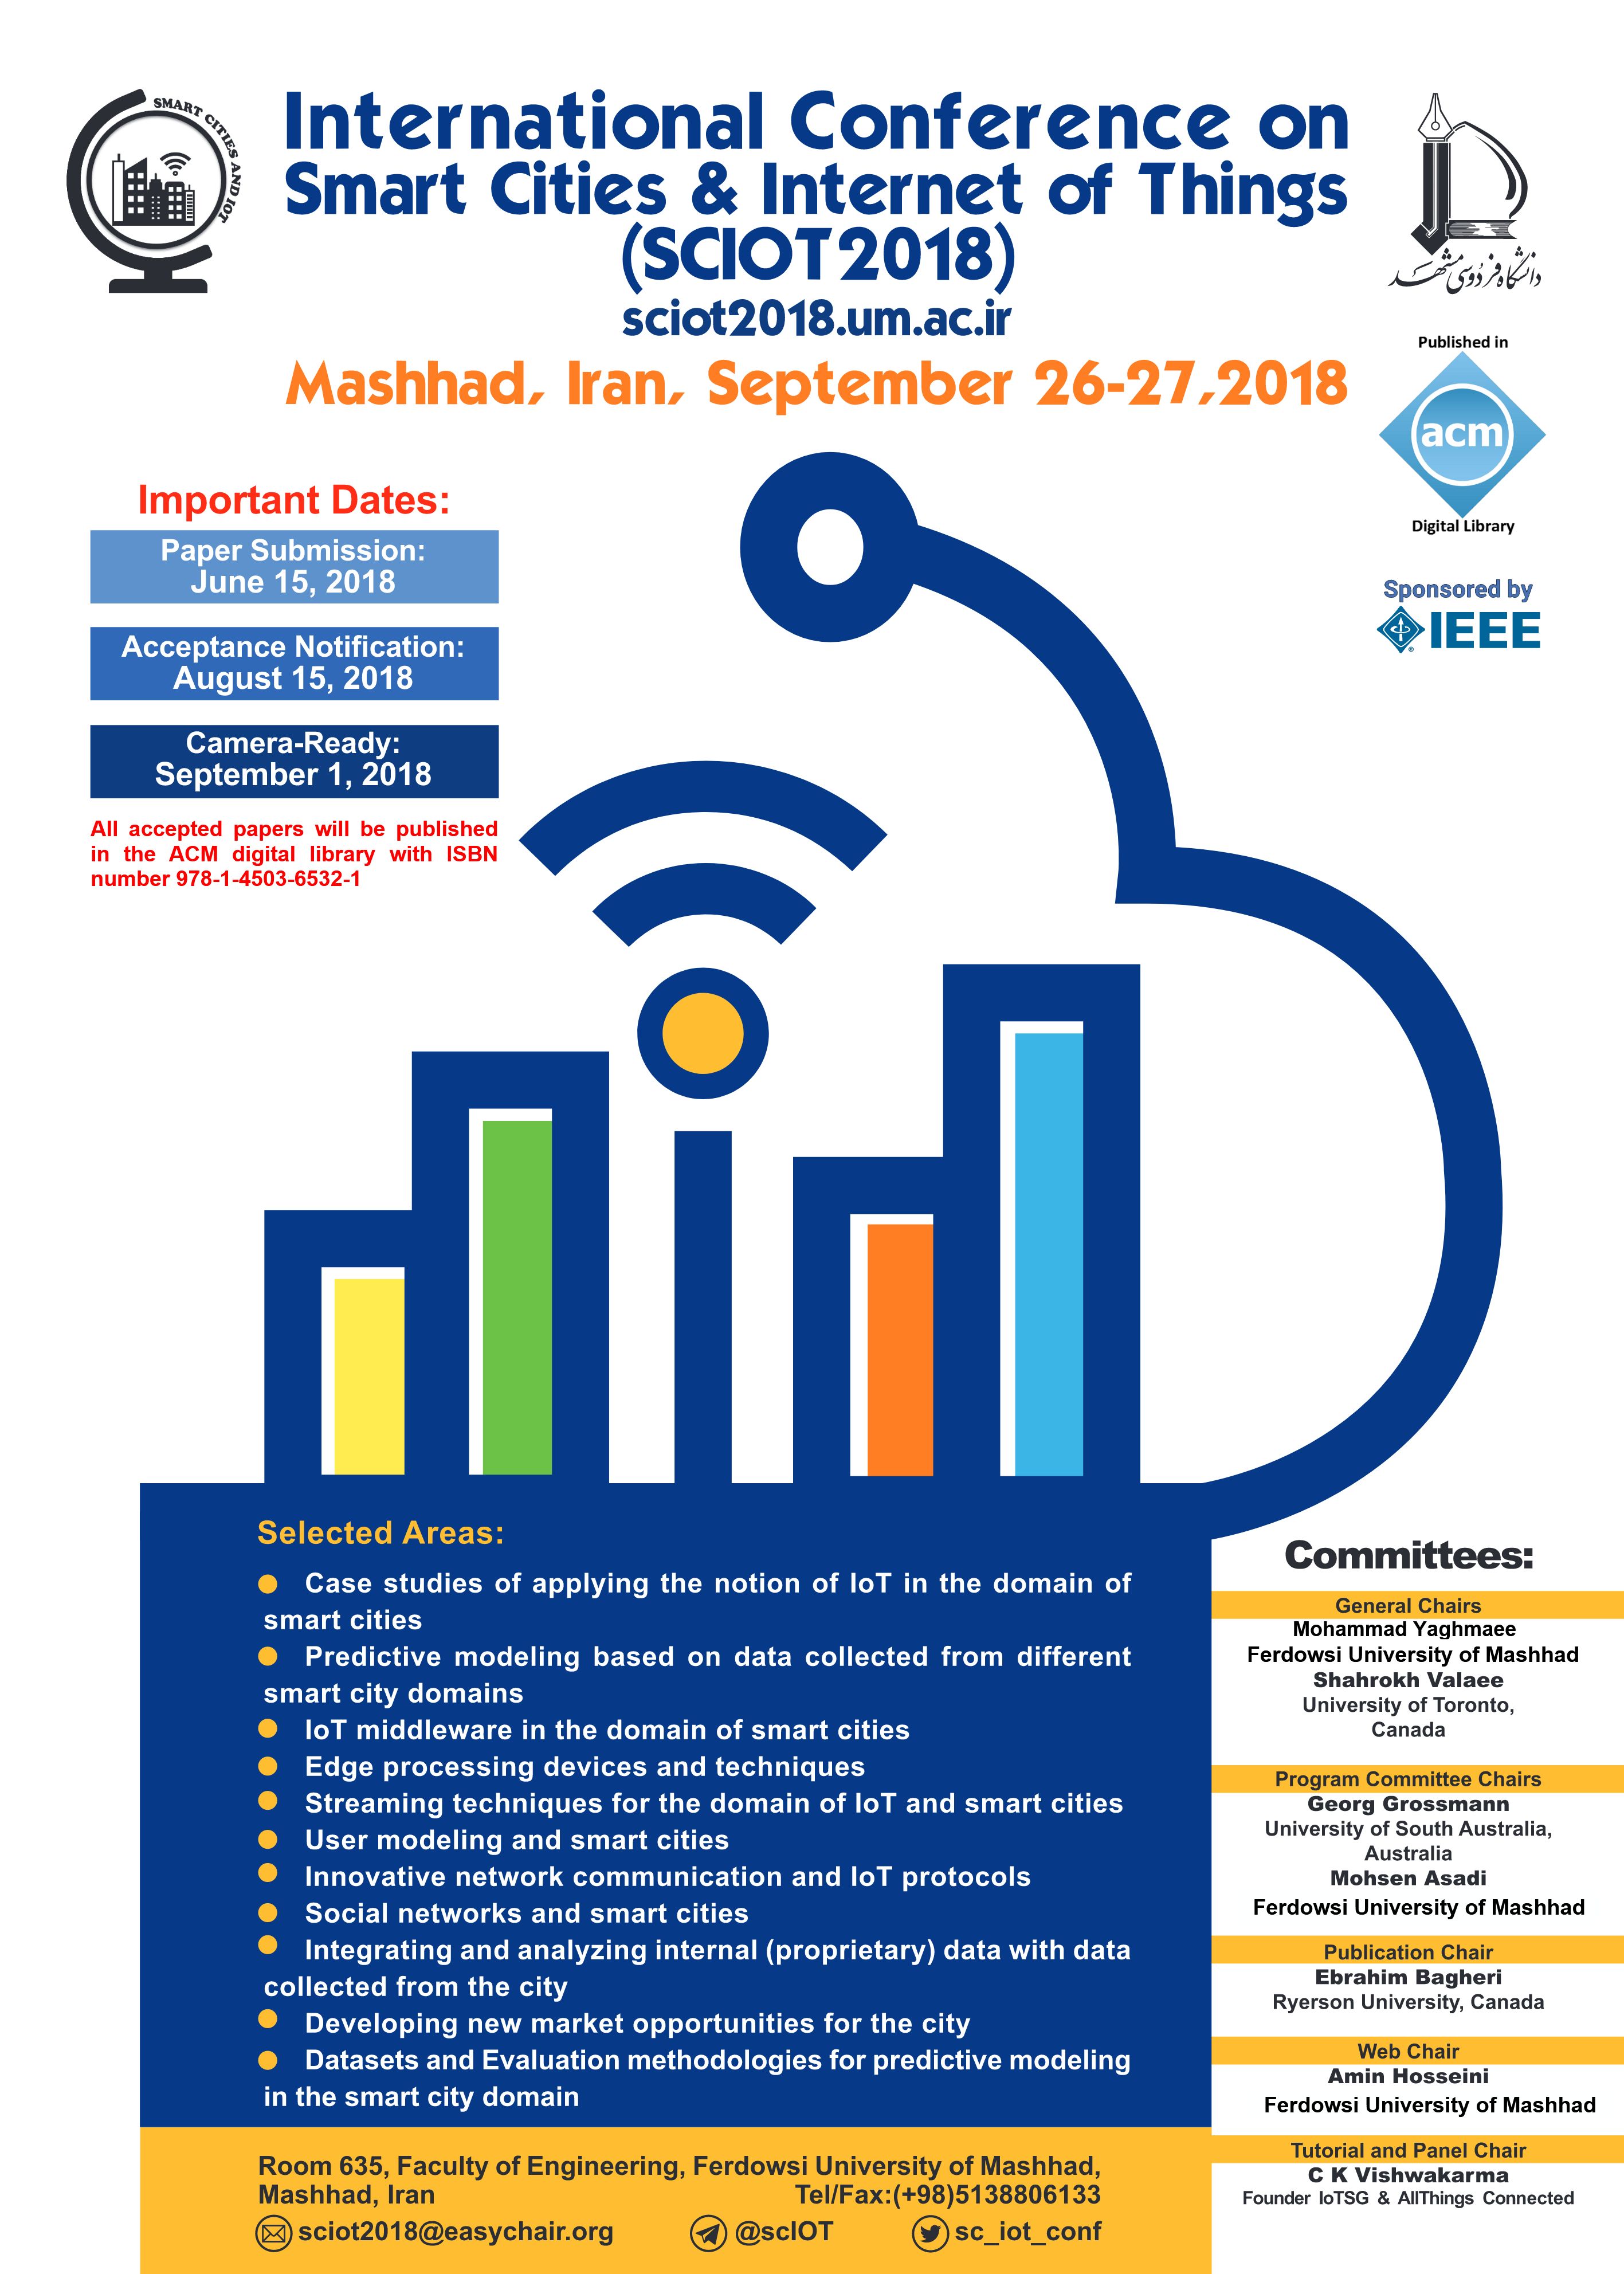 SMART CITIES AND IOT
International Conference on
Smart Cities & Internet of Things
(SCIOT2018)
sciot2018.um.ac.ir
Mashhad, Iran, September 26-27,2018
دانشگاه فردوسی مشهد
Published in
acm
Digital Library
Sponsored by
IEEE
Important Dates:
Paper Submission:
June 15, 2018
Acceptance Notification:
August 15, 2018
Camera-Ready:
September 1, 2018
All accepted papers will be published
in the ACM digital library with ISBN
number 978-1-4503-6532-1
Selected Areas:
Case studies of applying the notion of IoT in the domain of
smart cities
Predictive modeling based on data collected from different
smart city domains
IoT middleware in the domain of smart cities
Edge processing devices and techniques
Streaming techniques for the domain of IoT and smart cities
User modeling and smart cities
Innovative network communication and IoT protocols
Social networks and smart cities
Integrating and analyzing internal (proprietary) data with data
collected from the city
Developing new market opportunities for the city
Datasets and Evaluation methodologies for predictive modeling
in the smart city domain
Committees:
General Chairs
Mohammad Yaghmaee
Ferdowsi University of Mashhad
Shahrokh Valaee
University of Toronto,
Canada
Program Committee Chairs
Georg Grossmann
University of South Australia,
Australia
Mohsen Asadi
Ferdowsi University of Mashhad
Publication Chair
Ebrahim Bagheri
Ryerson University, Canada
Web Chair
Amin Hosseini
Ferdowsi University of Mashhad
Tutorial and Panel Chair
C K Vishwakarma
Founder IoTSG & AllThings Connected
Room 635, Faculty of Engineering, Ferdowsi University of Mashhad,
Mashhad, Iran Tel/Fax:(+98)5138806133
sciot2018@easychair.org @scIOT sc_iot_conf